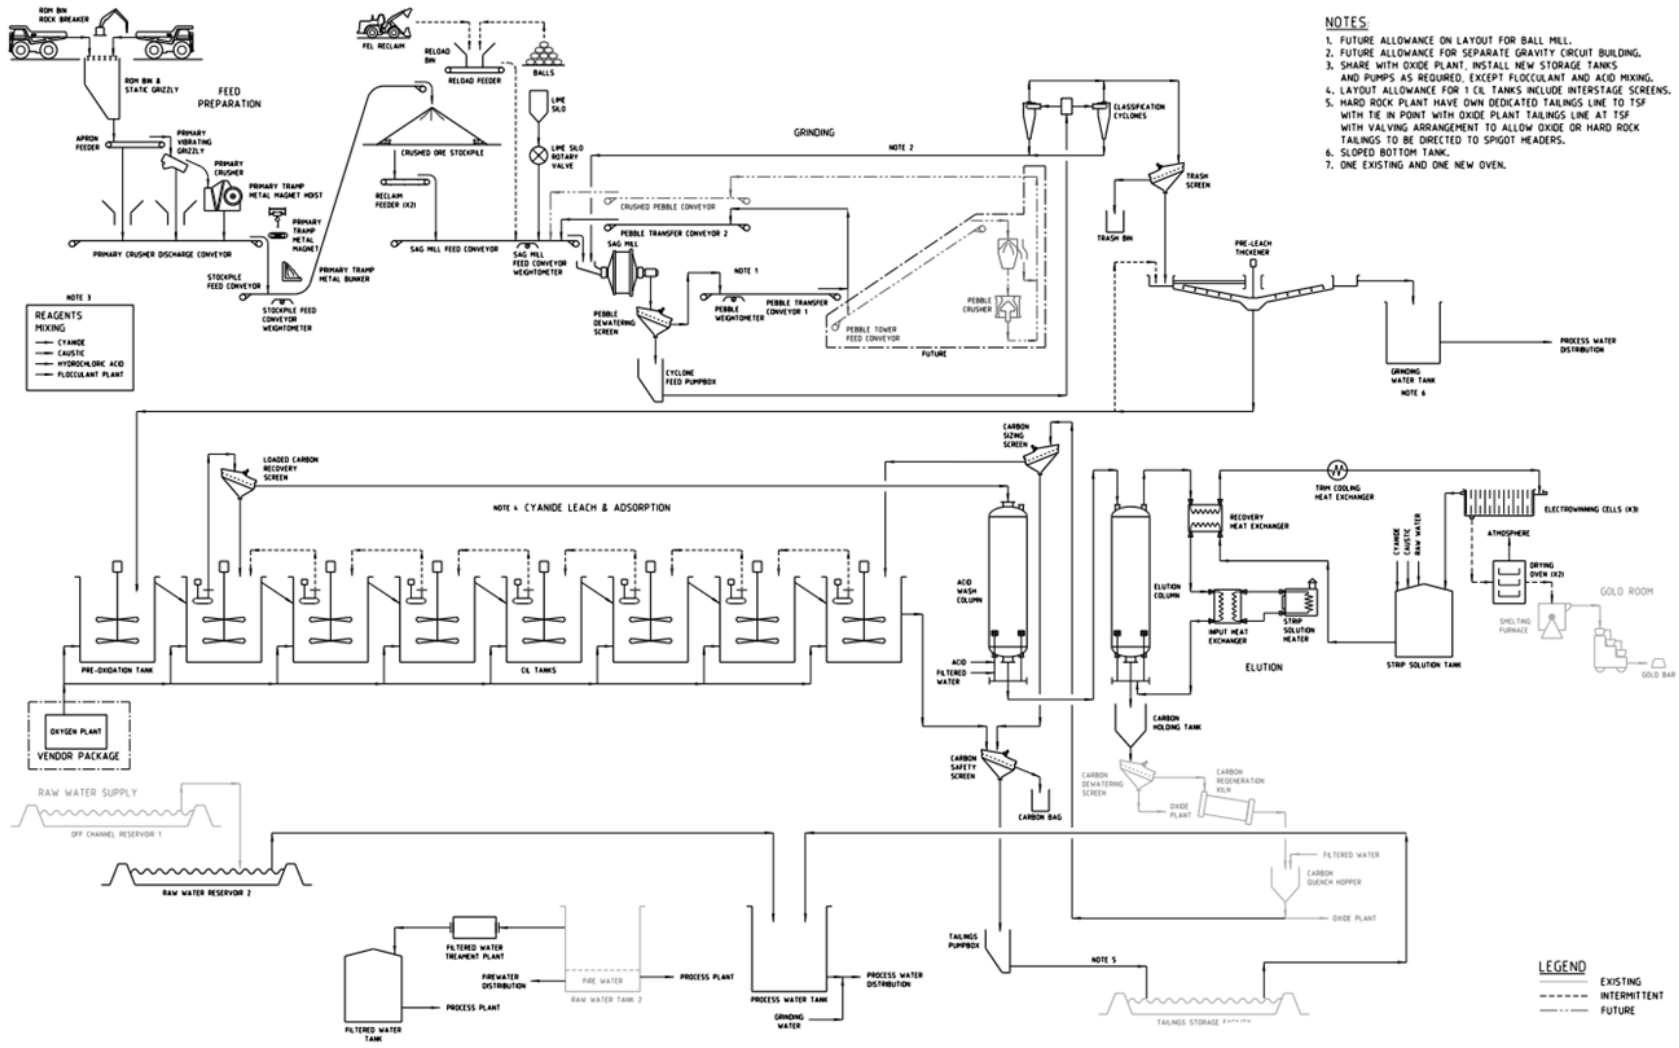 ROM BIN
ROCK BREAKER
ROM BIN &
STATIC GRIZZLY
FEED
PREPARATION
APRON
FEEDER
PRIMARY
VIBRATING
GRIZZLY
PRIMARY
CRUSHER
PRIMARY TRAMP
METAL MAGNET HOIST
PRIMARY
TRAMP
METAL
MAGNET
PRIMARY CRUSHER DISCHARGE CONVEYOR
STOCKPILE
FEED CONVEYOR
PRIMARY TRAMP
METAL BUNKER
STOCKPILE FEED
CONVEYOR
WEIGHTOMETER
NOTE 3
REAGENTS
MIXING
CYANIDE
CAUSTIC
HYDROCHLORIC ACID
FLOCCULANT PLANT
FEL RECLAIM
RELOAD
BIN
RELOAD FEEDER
BALLS
LIME
SILO
LIME SILO
ROTARY
VALVE
CRUSHED ORE STOCKPILE
RECLAIM
FEEDER (X2)
SAG MILL FEED CONVEYOR
SAG MILL
FEED CONVEYOR
WEIGHTOMETER
GRINDING
NOTE 2
CRUSHED PEBBLE CONVEYOR
PEBBLE TRANSFER CONVEYOR 2
SAG MILL
NOTE 1
PEBBLE
DEWATERING
SCREEN
PEBBLE
WEIGHTOMETER
PEBBLE TRANSFER
CONVEYOR 1
CYCLONE
FEED PUMPBOX
PEBBLE TOWER
FEED CONVEYOR
PEBBLE
CRUSHER
FUTURE
CLASSIFICATION
CYCLONES
TRASH
SCREEN
TRASH BIN
PRE-LEACH
THICKENER
GRINDING
WATER TANK
NOTE 6
PROCESS WATER
DISTRIBUTION
NOTES:
1. FUTURE ALLOWANCE ON LAYOUT FOR BALL MILL.
2. FUTURE ALLOWANCE FOR SEPARATE GRAVITY CIRCUIT BUILDING.
3. SHARE WITH OXIDE PLANT, INSTALL NEW STORAGE TANKS
AND PUMPS AS REQUIRED, EXCEPT FLOCCULANT AND ACID MIXING.
4. LAYOUT ALLOWANCE FOR 1 CIL TANKS INCLUDE INTERSTAGE SCREENS.
5. HARD ROCK PLANT HAVE OWN DEDICATED TAILINGS LINE TO TSF
WITH TIE IN POINT WITH OXIDE PLANT TAILINGS LINE AT TSF
WITH VALVING ARRANGEMENT TO ALLOW OXIDE OR HARD ROCK
TAILINGS TO BE DIRECTED TO SPIGOT HEADERS.
6. SLOPED BOTTOM TANK.
7. ONE EXISTING AND ONE NEW OVEN.
LOADED CARBON
RECOVERY
SCREEN
NOTE 4 CYANIDE LEACH & ADSORPTION
CARBON
SIZING
SCREEN
PRE-OXIDATION TANK
CIL TANKS
OXYGEN PLANT
VENDOR PACKAGE
ACID
WASH
COLUMN
ACID
FILTERED
WATER
ELUTION
COLUMN
RECOVERY
HEAT EXCHANGER
TRIM COOLING
HEAT EXCHANGER
INPUT HEAT
EXCHANGER
STRIP
SOLUTION
HEATER
ELUTION
CYANIDE
CAUSTIC
RAW WATER
STRIP SOLUTION TANK
ELECTROWINNING CELLS (X3)
ATMOSPHERE
DRYING
OVEN (X2)
GOLD ROOM
SMELTING
FURNACE
GOLD BAR
CARBON
HOLDING TANK
CARBON
SAFETY
SCREEN
CARBON BAG
CARBON
DEWATERING
SCREEN
CARBON
REGENERATION
KILN
OXIDE
PLANT
FILTERED WATER
CARBON
QUENCH HOPPER
OXIDE PLANT
RAW WATER SUPPLY
OFF CHANNEL RESERVOIR 1
RAW WATER RESERVOIR 2
FILTERED WATER
TREAMENT PLANT
FILTERED WATER
TANK
PROCESS PLANT
FIREWATER
DISTRIBUTION
FIRE WATER
RAW WATER TANK 2
PROCESS PLANT
PROCESS WATER TANK
PROCESS WATER
DISTRIBUTION
GRINDING
WATER
TAILINGS
PUMPBOX
NOTE 5
TAILINGS STORAGE
LEGEND
EXISTING
INTERMITTENT
FUTURE